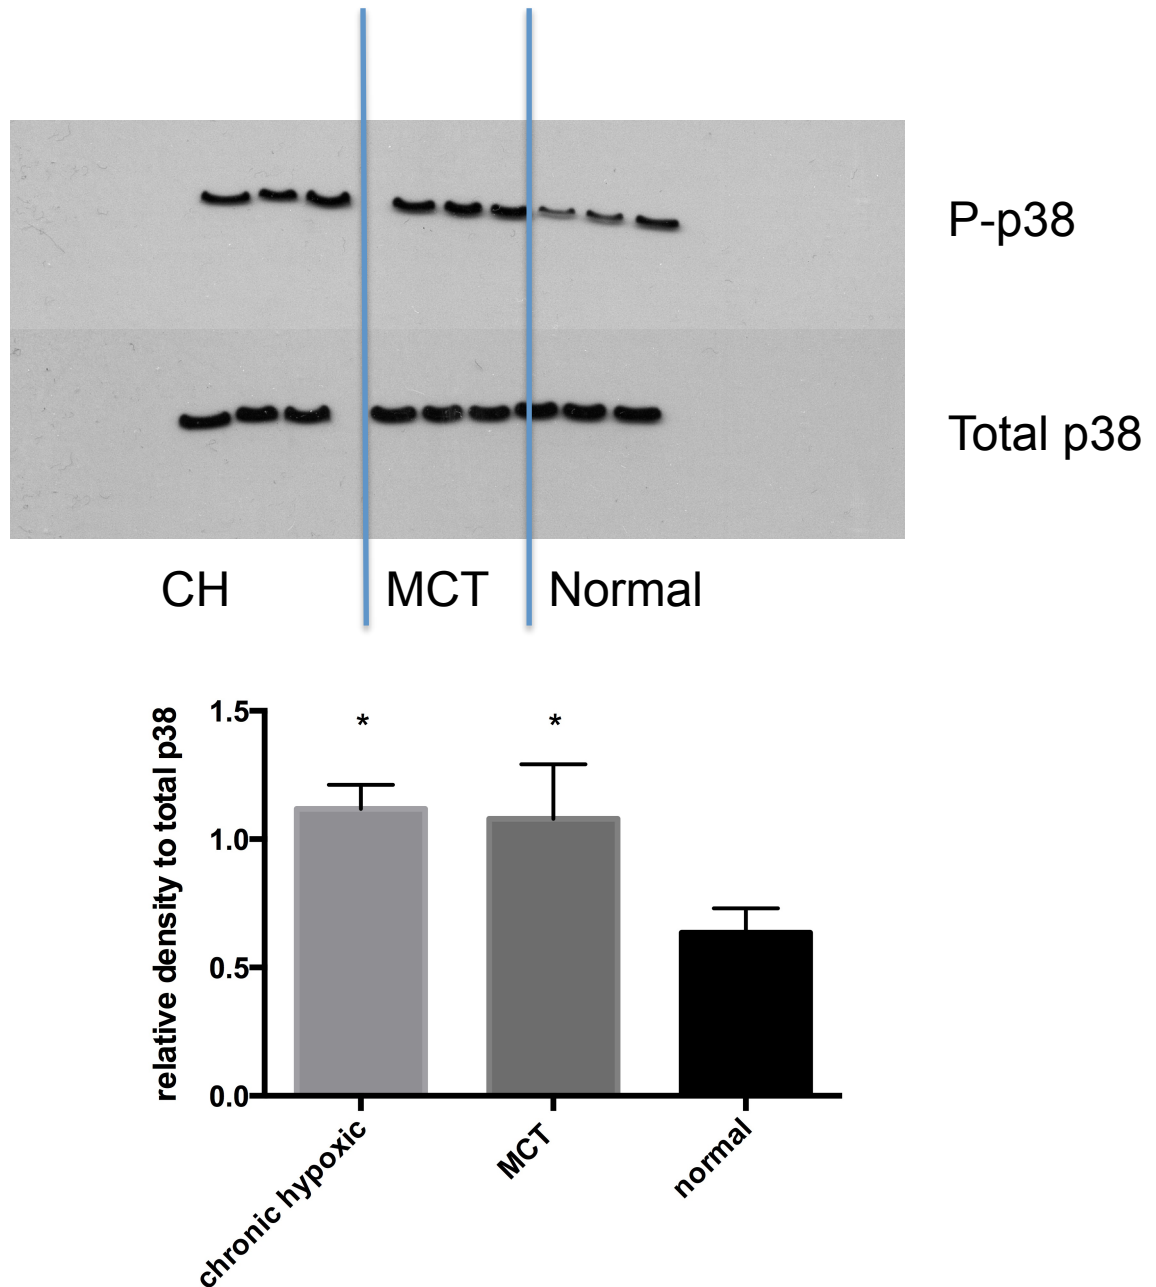 P-p38
Total p38
CH
MCT
Normal
relative density to total p38
1.5
1.0
0.5
0.0
*
*
chronic hypoxic
MCT
normal